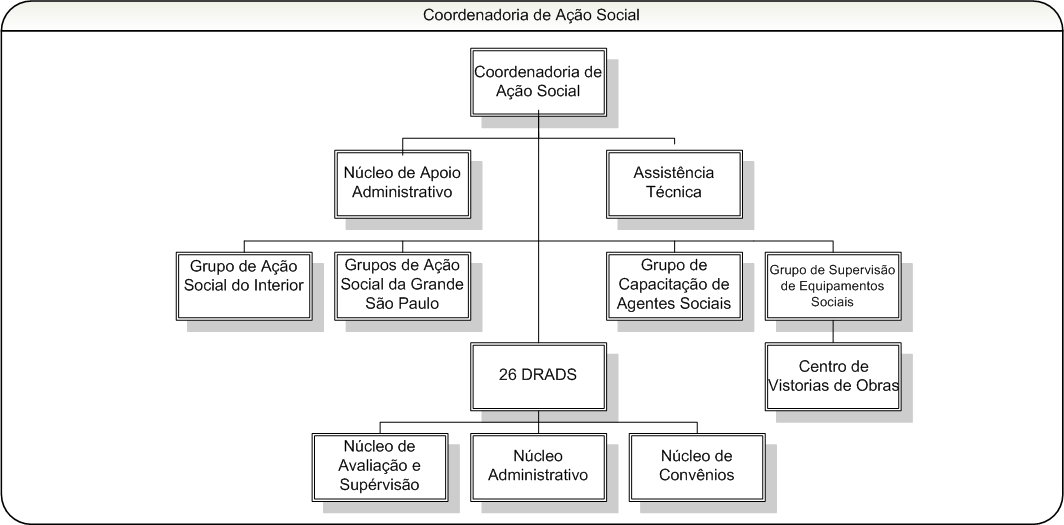 Coordenadoria de Ação Social
Coordenadoria de
Ação Social
Núcleo de Apoio
Administrativo
Assistência
Técnica
Grupo de Ação
Social do Interior
Grupos de Ação
Social da Grande
São Paulo
Grupo de
Capacitação de
Agentes Sociais
Grupo de Supervisão
de Equipamentos
Sociais
26 DRADS
Centro de
Vistorias de Obras
Núcleo de
Avaliação e
Supérvisão
Núcleo
Administrativo
Núcleo de
Convênios